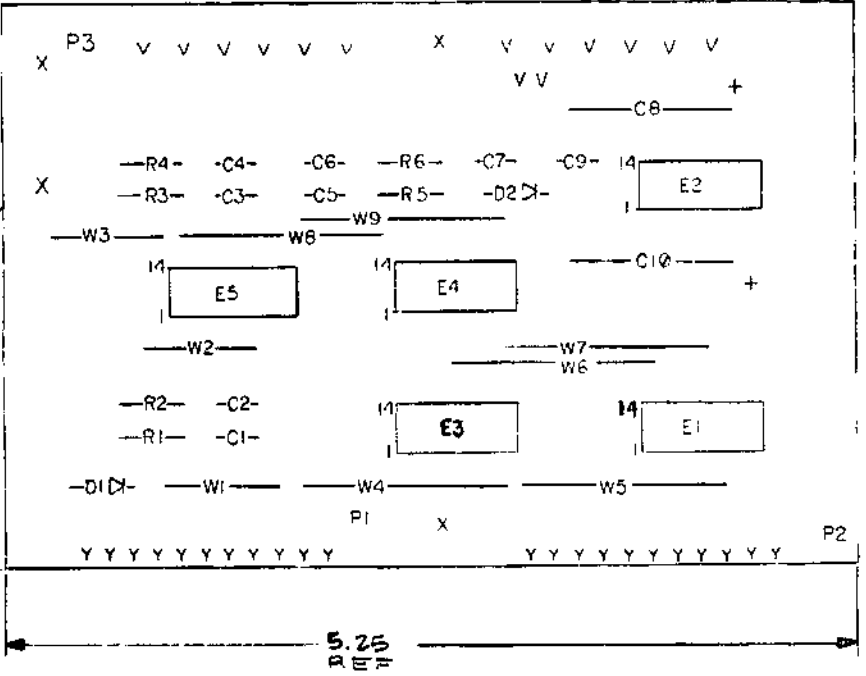 P3 V V V V V V X V V V V V V
X V V +
C8
R4 C4 C6 R6 C7 C9 14
X R3 C3 C5 R5 D2 E2
1
W9
W3 W8
14 14 C10
E5 E4 +
1 1
W2 W7
W6
R2 C2 14 14
R1 C1 E3 E1
1 1
D1 W1 W4 W5
P1 X P2
Y Y Y Y Y Y Y Y Y Y Y Y Y Y Y Y Y Y Y Y Y Y
5.25
REF